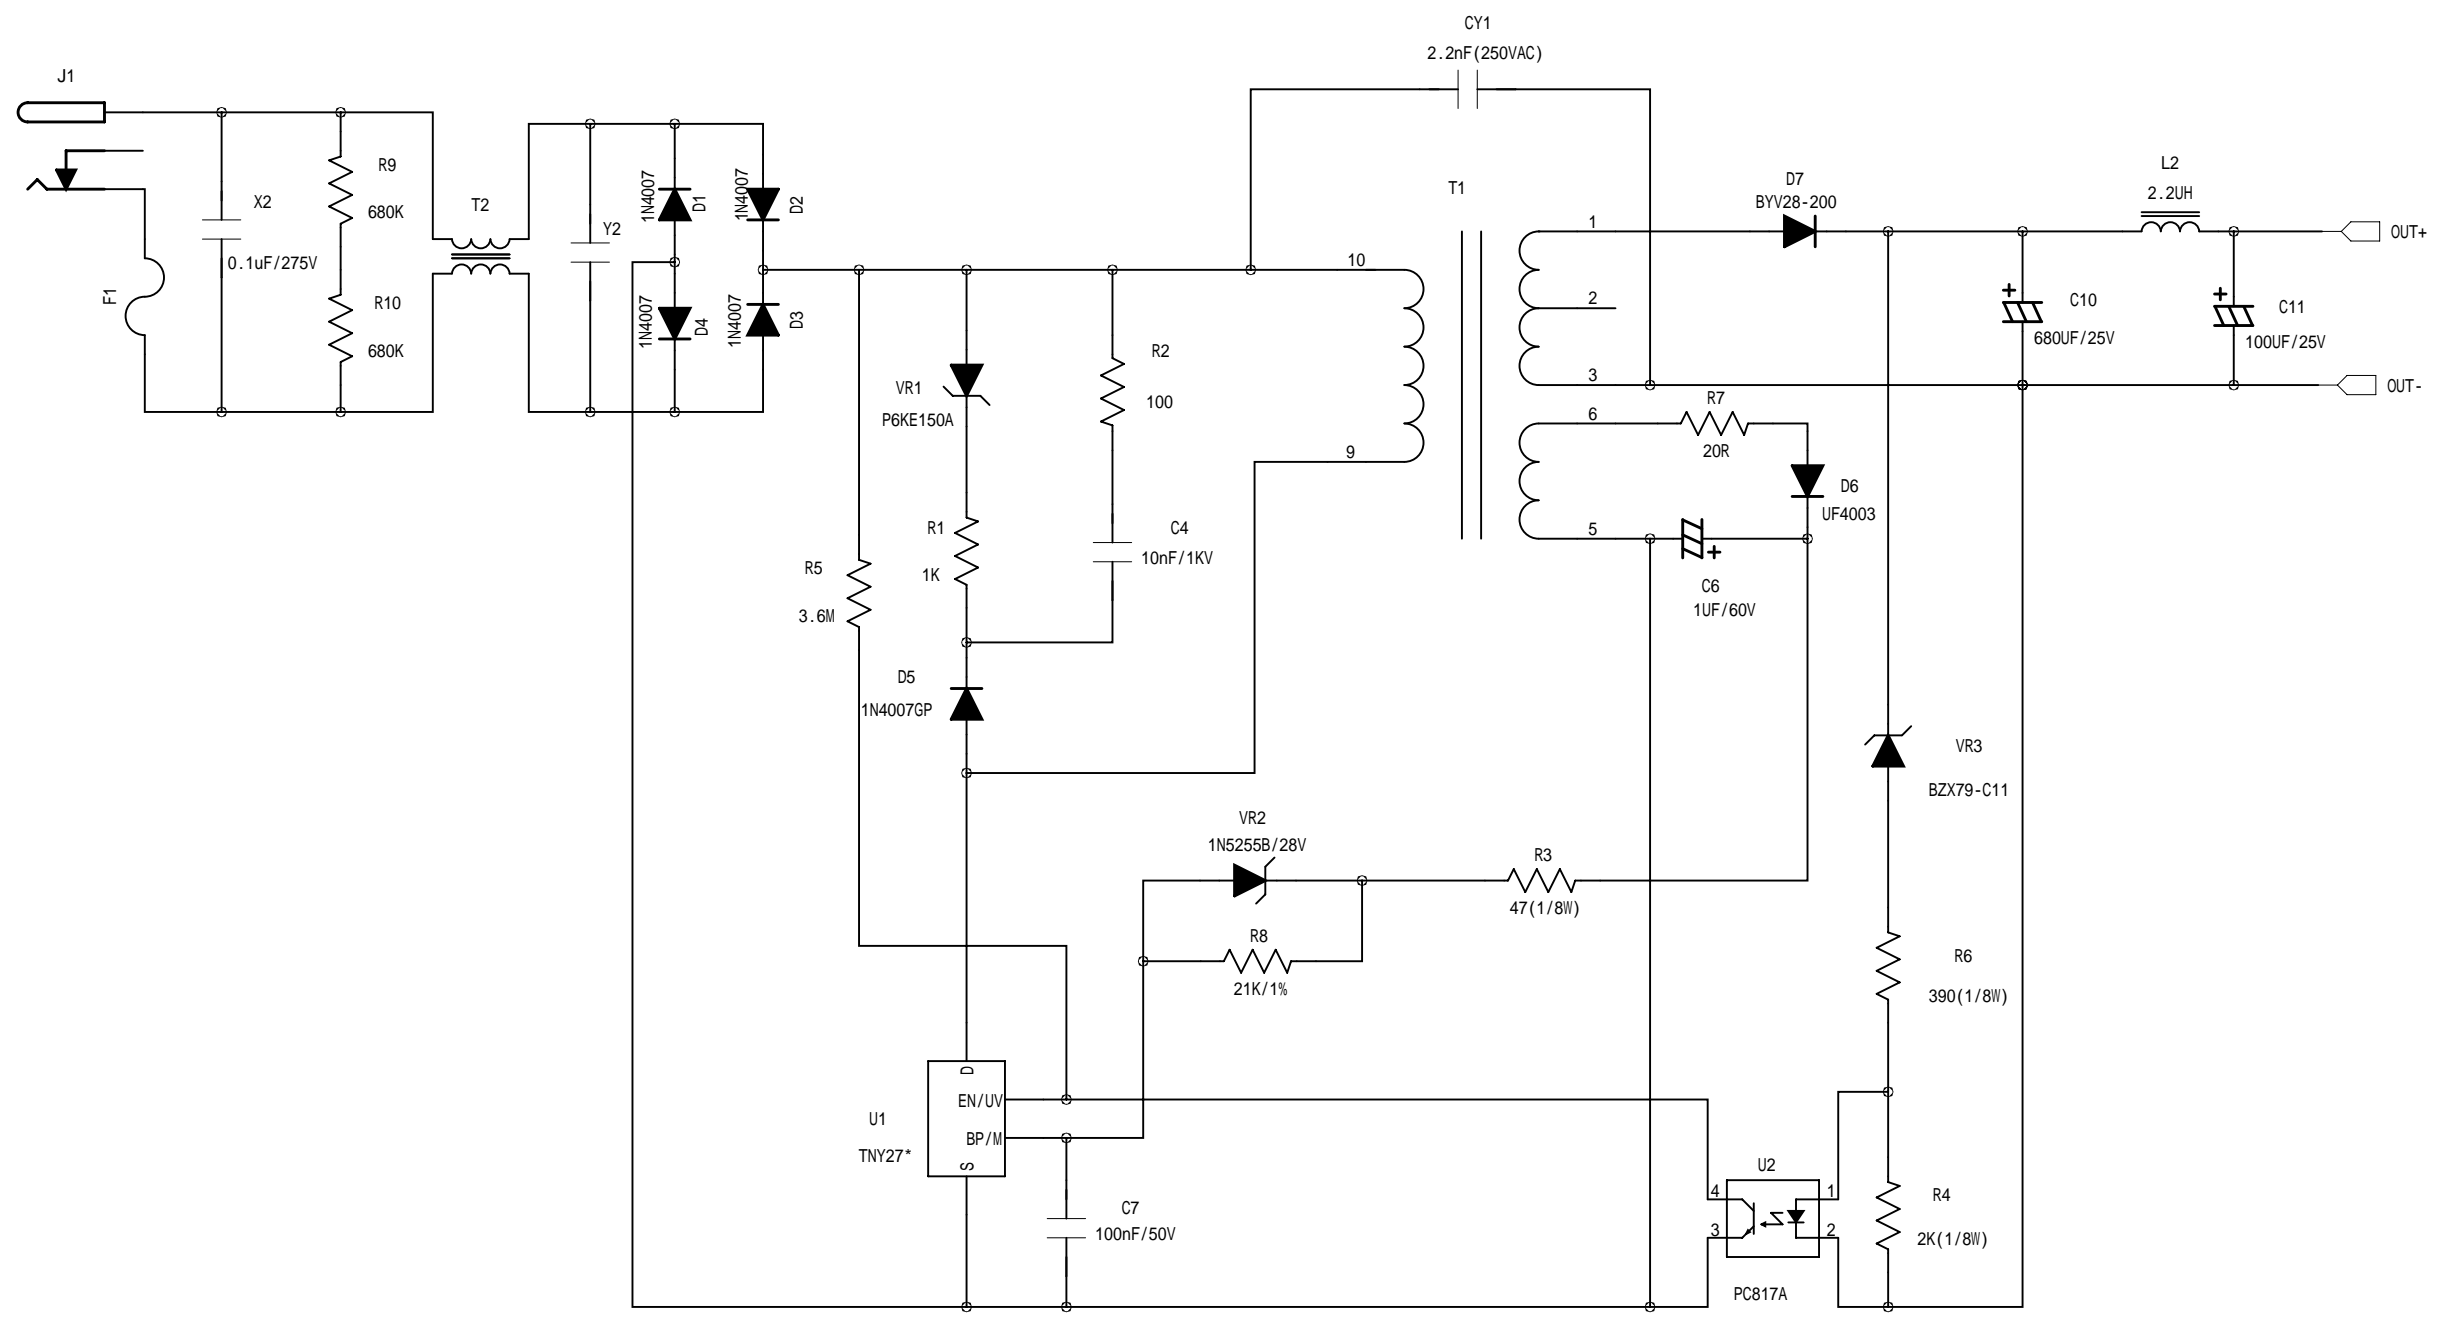 CY1
2.2nF(250VAC)
J1
R9
680K
X2
0.1uF/275V
T2
Y2
1N4007
D1
1N4007
D2
F1
R10
680K
1N4007
D4
1N4007
D3
T1
10
9
1
2
3
6
5
D7
BYV28-200
L2
2.2UH
OUT+
C10
680UF/25V
C11
100UF/25V
OUT-
VR1
P6KE150A
R2
100
R7
20R
D6
UF4003
R1
1K
C4
10nF/1KV
C6
1UF/60V
R5
3.6M
D5
1N4007GP
VR3
BZX79-C11
VR2
1N5255B/28V
R3
47(1/8W)
R8
21K/1%
R6
390(1/8W)
U1
TNY27*
D
EN/UV
BP/M
S
C7
100nF/50V
U2
4
3
1
2
PC817A
R4
2K(1/8W)